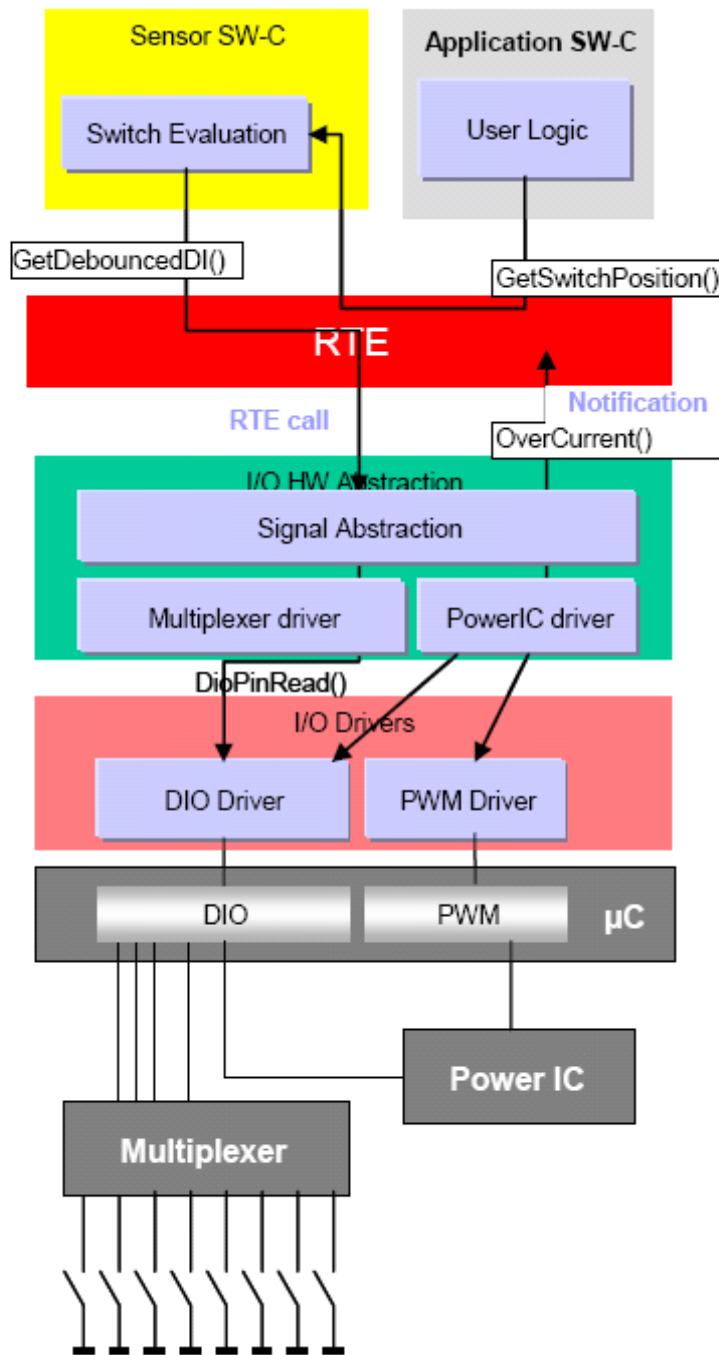 Sensor SW-C
Application SW-C
Switch Evaluation
User Logic
GetDebouncedDI()
GetSwitchPosition()
RTE
RTE call
Notification
OverCurrent()
I/O HW Abstraction
Signal Abstraction
Multiplexer driver
PowerIC driver
DioPinRead()
I/O Drivers
DIO Driver
PWM Driver
DIO
PWM
µC
Power IC
Multiplexer